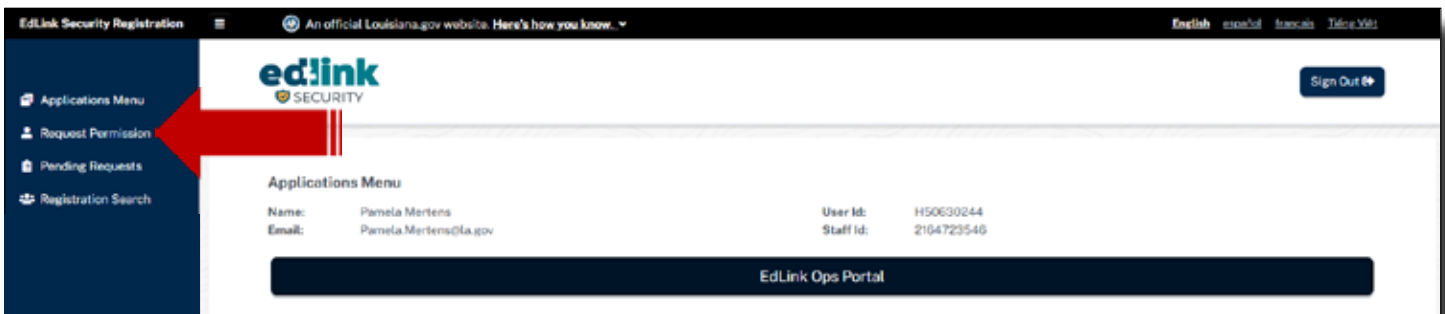 EdLink Security Registration
An official Louisiana.gov website. Here's how you know.
English español français Tiếng Việt
edlink
SECURITY
Sign Out
Applications Menu
Request Permission
Pending Requests
Registration Search
Applications Menu
Name: Pamela Mertens User Id: H50630244
Email: Pamela.Mertens@la.gov Staff Id: 2164723546
EdLink Ops Portal